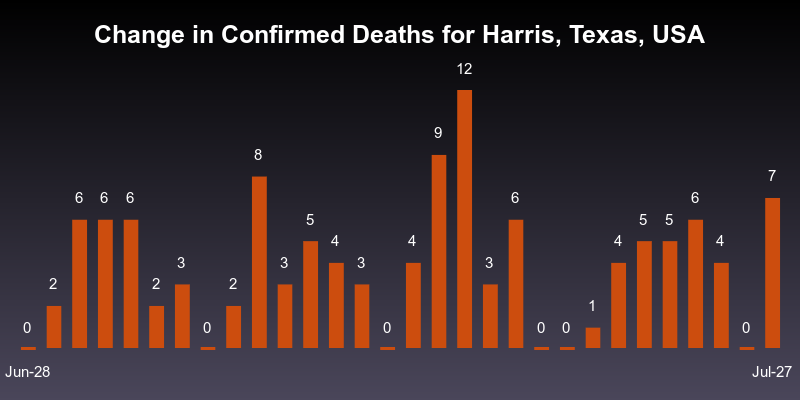 Change in Confirmed Deaths for Harris, Texas, USA
0 2 6 6 6 2 3 0 2 8 3 5 4 3 0 4 9 12 3 6 0 0 1 4 5 5 6 4 0 7
Jun-28 Jul-27